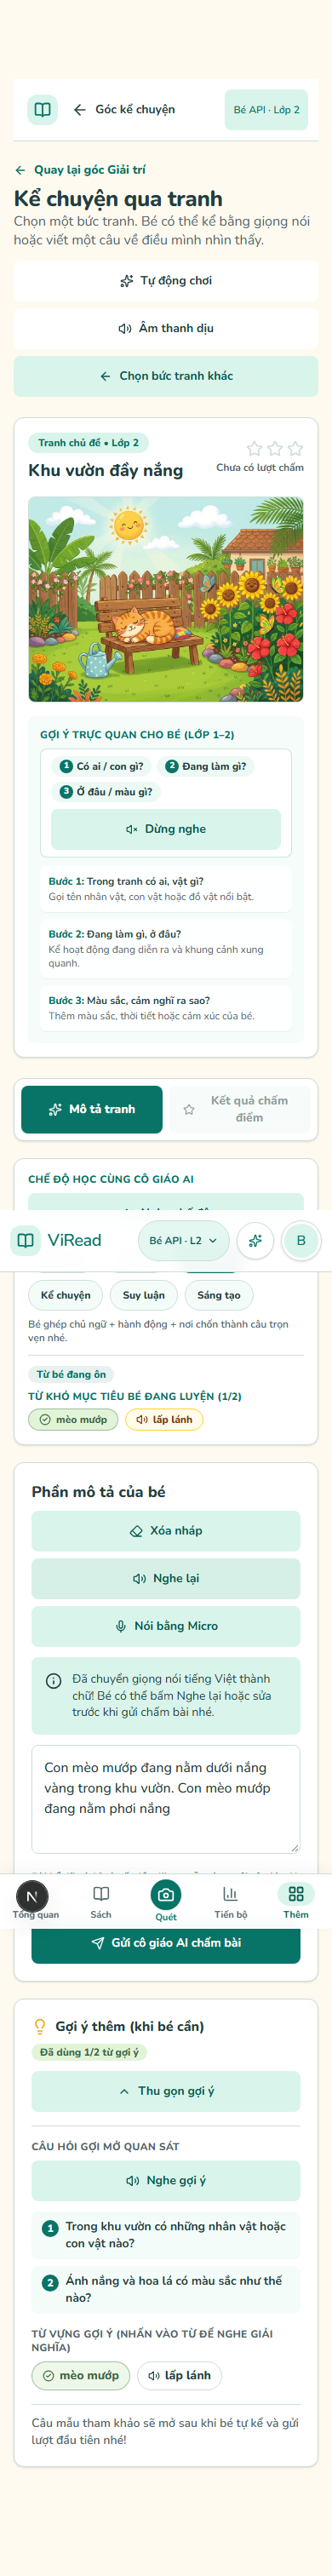 Góc kể chuyện
Bé API · Lớp 2
Quay lại góc Giải trí
Kể chuyện qua tranh
Chọn một bức tranh. Bé có thể kể bằng giọng nói
hoặc viết một câu về điều mình nhìn thấy.
Tự động chơi
Âm thanh dịu
Chọn bức tranh khác
Tranh chủ đề • Lớp 2
Khu vườn đầy nắng
Chưa có lượt chấm
GỢI Ý TRỰC QUAN CHO BÉ (LỚP 1–2)
1 Có ai / con gì?
2 Đang làm gì?
3 Ở đâu / màu gì?
Dừng nghe
Bước 1: Trong tranh có ai, vật gì?
Gọi tên nhân vật, con vật hoặc đồ vật nổi bật.
Bước 2: Đang làm gì, ở đâu?
Kể hoạt động đang diễn ra và khung cảnh xung
quanh.
Bước 3: Màu sắc, cảm nghĩ ra sao?
Thêm màu sắc, thời tiết hoặc cảm xúc của bé.
Mô tả tranh
Kết quả chấm
điểm
CHẾ ĐỘ HỌC CÙNG CÔ GIÁO AI
ViRead
Bé API · L2
B
Kể chuyện
Suy luận
Sáng tạo
Bé ghép chủ ngữ + hành động + nơi chốn thành câu trọn
vẹn nhé.
Từ bé đang ôn
TỪ KHÓ MỤC TIÊU BÉ ĐANG LUYỆN (1/2)
mèo mướp
lấp lánh
Phần mô tả của bé
Xóa nháp
Nghe lại
Nói bằng Micro
Đã chuyển giọng nói tiếng Việt thành
chữ! Bé có thể bấm Nghe lại hoặc sửa
trước khi gửi chấm bài nhé.
Con mèo mướp đang nằm dưới nắng
vàng trong khu vườn. Con mèo mướp
đang nằm phơi nắng
N
Tổng quan
Sách
Quét
Tiến bộ
Thêm
Gửi cô giáo AI chấm bài
Gợi ý thêm (khi bé cần)
Đã dùng 1/2 từ gợi ý
Thu gọn gợi ý
CÂU HỎI GỢI MỞ QUAN SÁT
Nghe gợi ý
1 Trong khu vườn có những nhân vật hoặc
con vật nào?
2 Ánh nắng và hoa lá có màu sắc như thế
nào?
TỪ VỰNG GỢI Ý (NHẤN VÀO TỪ ĐỂ NGHE GIẢI
NGHĨA)
mèo mướp
lấp lánh
Câu mẫu tham khảo sẽ mở sau khi bé tự kể và gửi
lượt đầu tiên nhé!